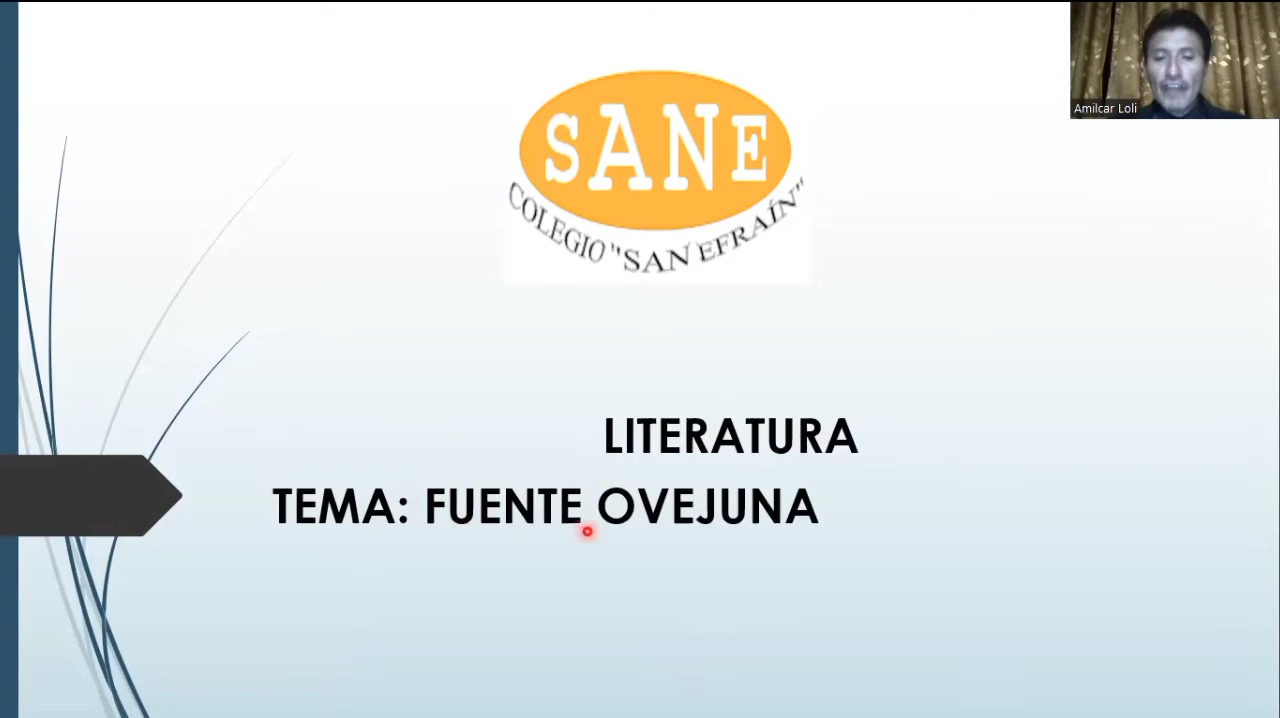 SANE
COLEGIO "SAN EFRAÍN"
Amilcar Loli
LITERATURA
TEMA: FUENTE OVEJUNA